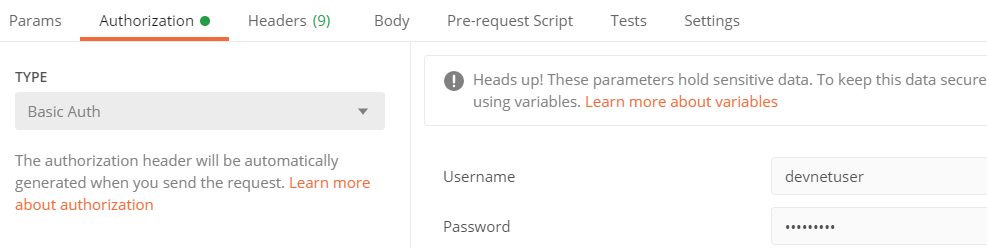 Params Authorization Headers (9) Body Pre-request Script Tests Settings
TYPE
Basic Auth
The authorization header will be automatically
generated when you send the request. Learn more
about authorization
Heads up! These parameters hold sensitive data. To keep this data secure
using variables. Learn more about variables
Username devnetuser
Password •••••••••